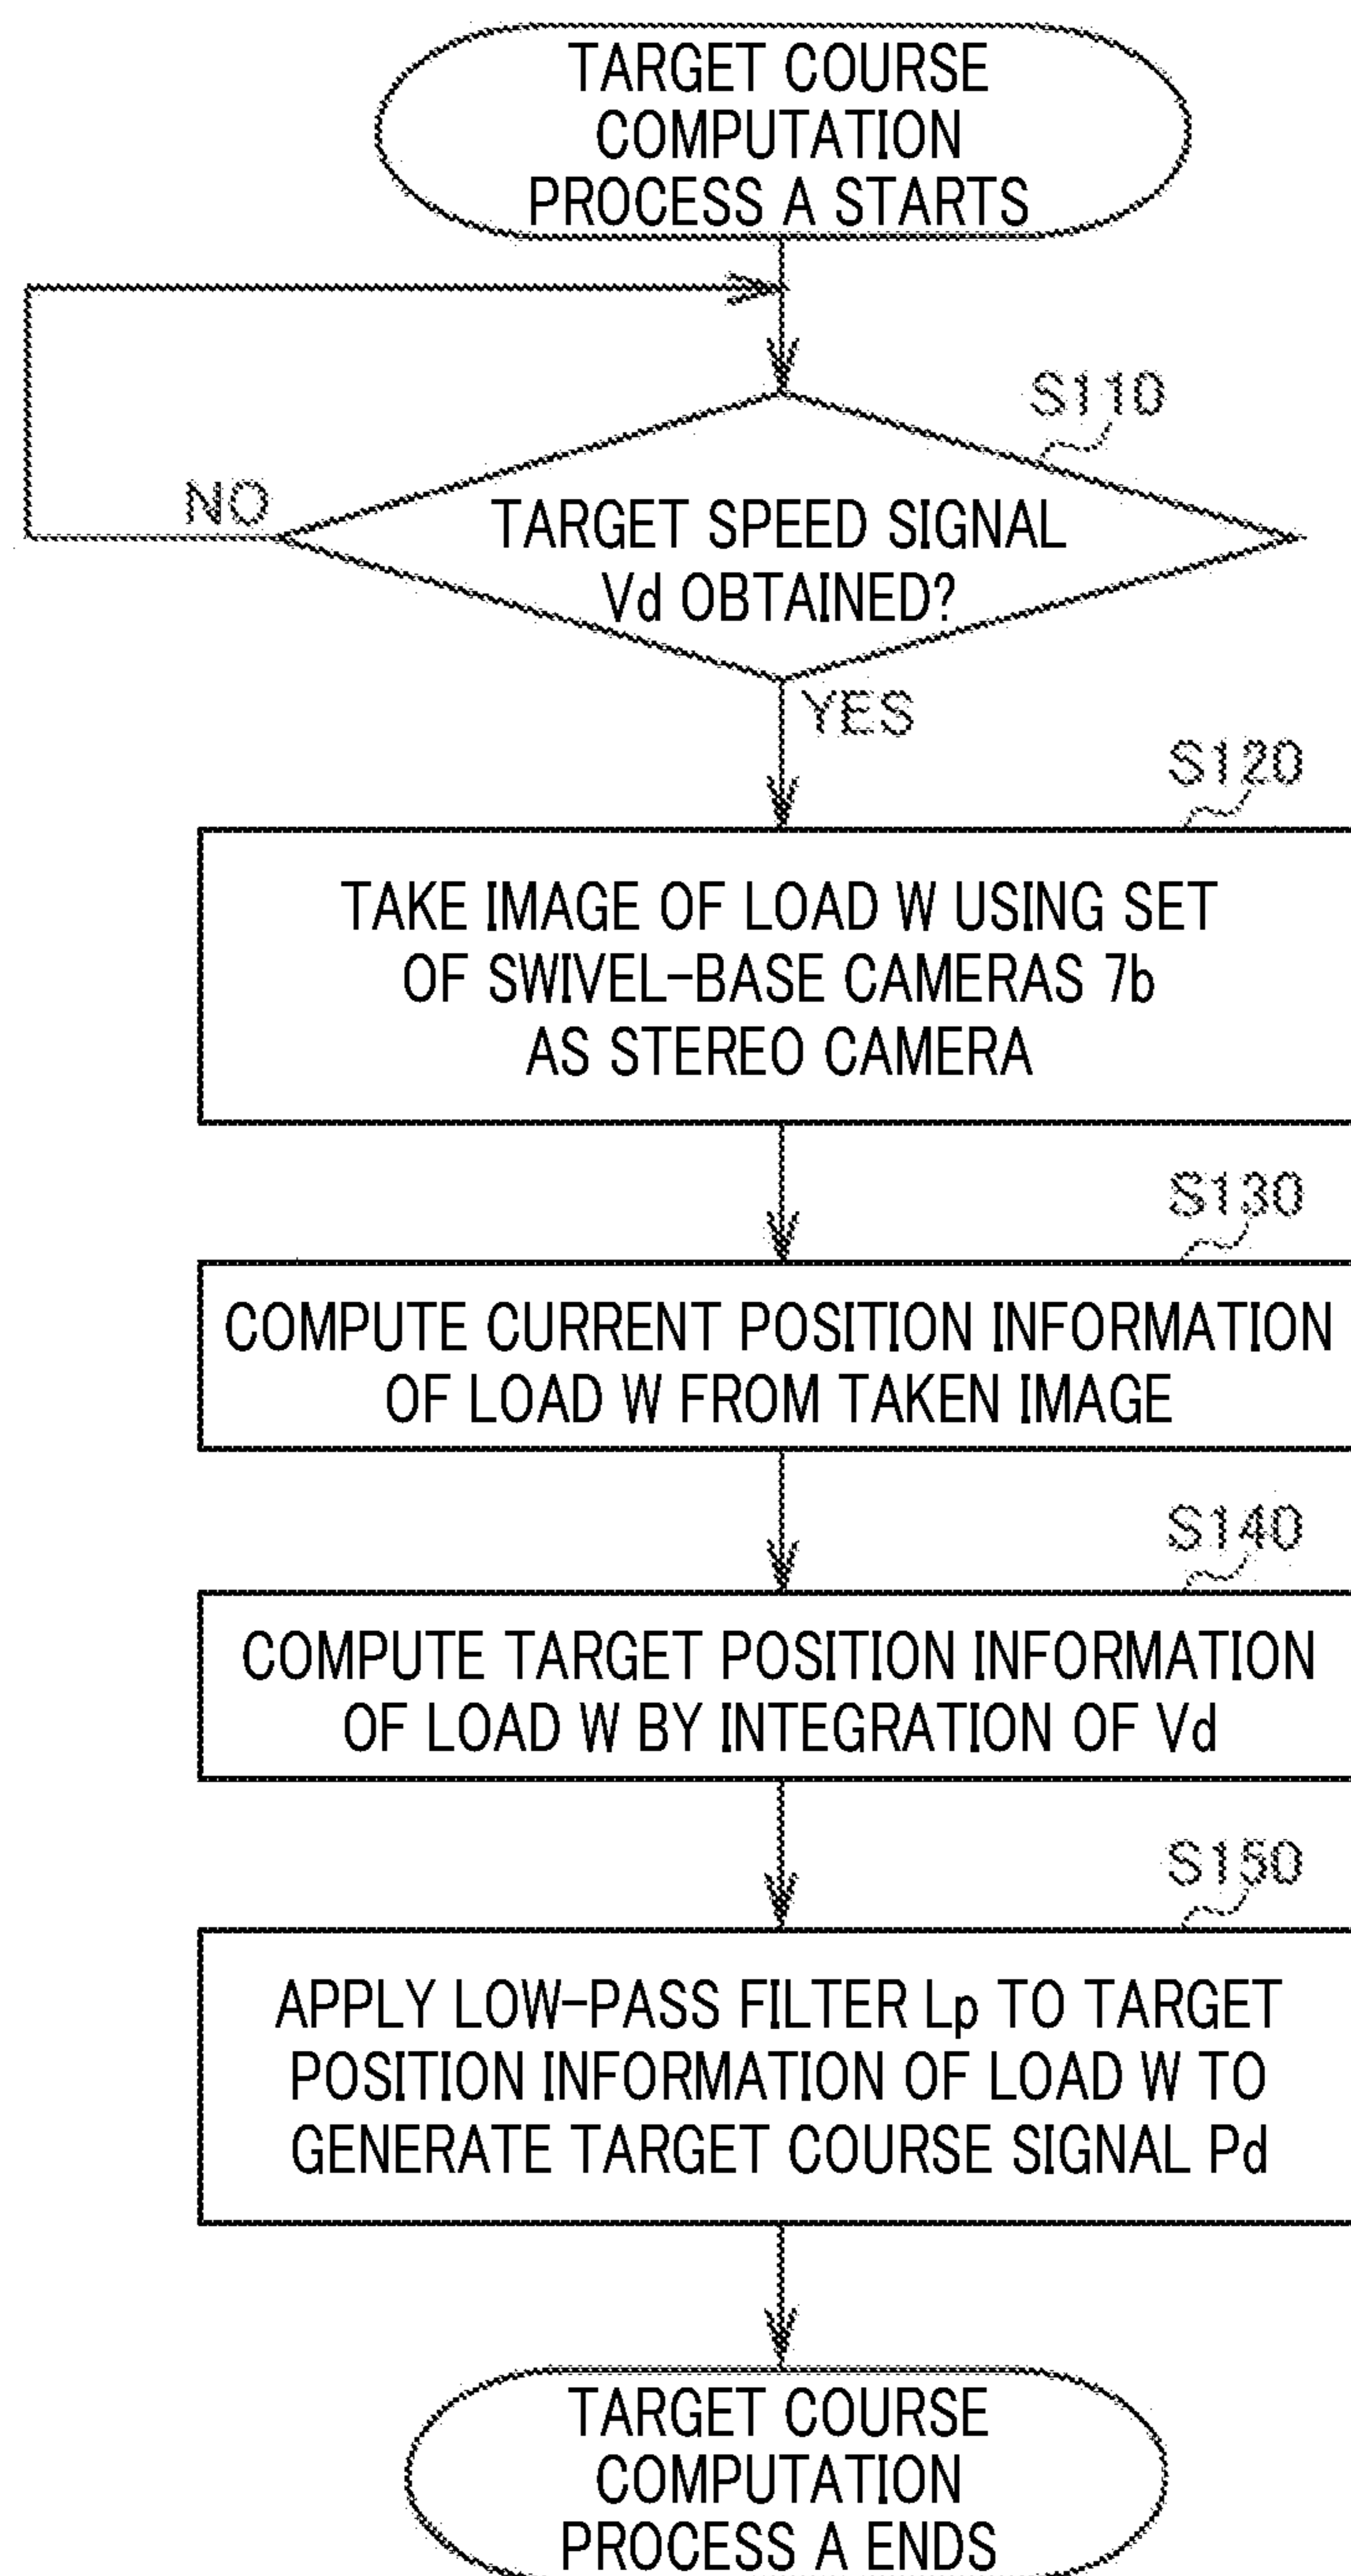 TARGET COURSE
COMPUTATION
PROCESS A STARTS
S110
NO
TARGET SPEED SIGNAL
Vd OBTAINED?
YES
S120
TAKE IMAGE OF LOAD W USING SET
OF SWIVEL-BASE CAMERAS 7b
AS STEREO CAMERA
S130
COMPUTE CURRENT POSITION INFORMATION
OF LOAD W FROM TAKEN IMAGE
S140
COMPUTE TARGET POSITION INFORMATION
OF LOAD W BY INTEGRATION OF Vd
S150
APPLY LOW-PASS FILTER Lp TO TARGET
POSITION INFORMATION OF LOAD W TO
GENERATE TARGET COURSE SIGNAL Pd
TARGET COURSE
COMPUTATION
PROCESS A ENDS